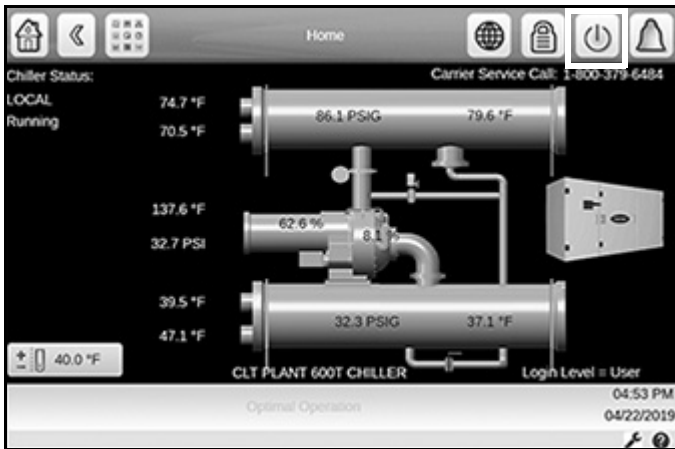 Home
Chiller Status:
Carrier Service Call: 1-800-379-6484
LOCAL
Running
74.7 °F
70.5 °F
86.1 PSIG
79.6 °F
137.6 °F
32.7 PSI
62.6 %
8.1 %
39.5 °F
47.1 °F
32.3 PSIG
37.1 °F
40.0 °F
CLT PLANT 600T CHILLER
Login Level = User
Optimal Operation
04:53 PM
04/22/2019